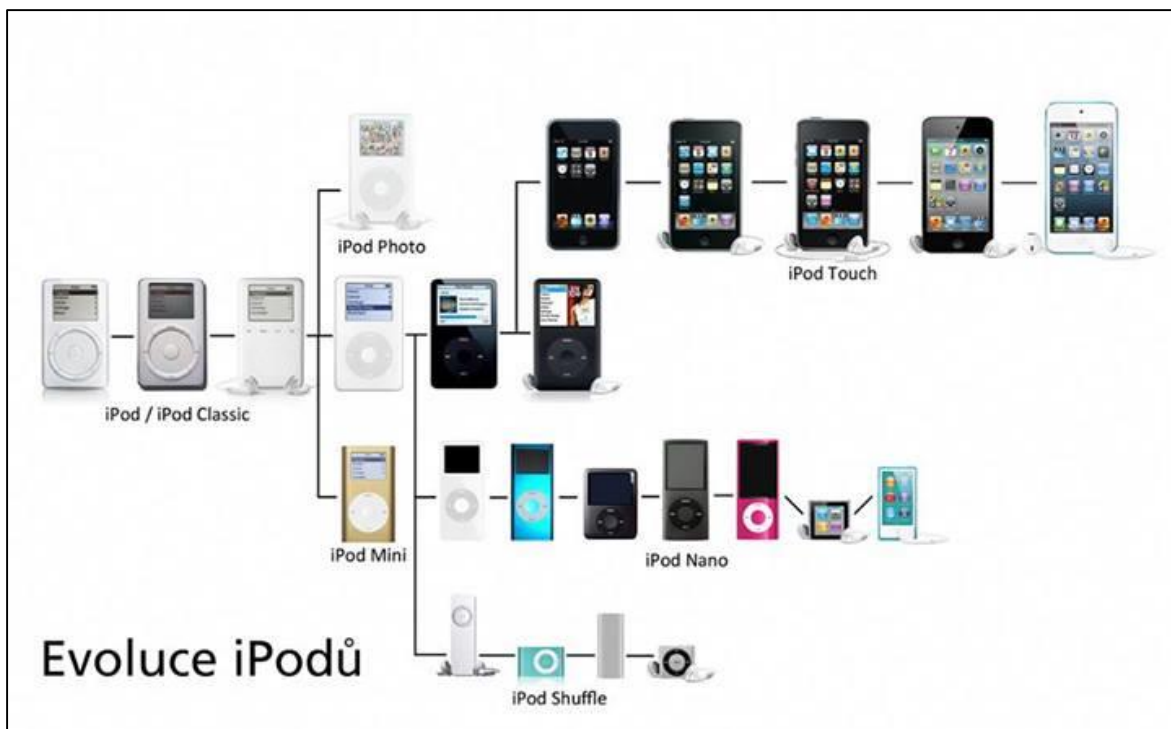 iPod Photo
iPod Touch
iPod / iPod Classic
iPod Mini
iPod Nano
iPod Shuffle
Evoluce iPodů